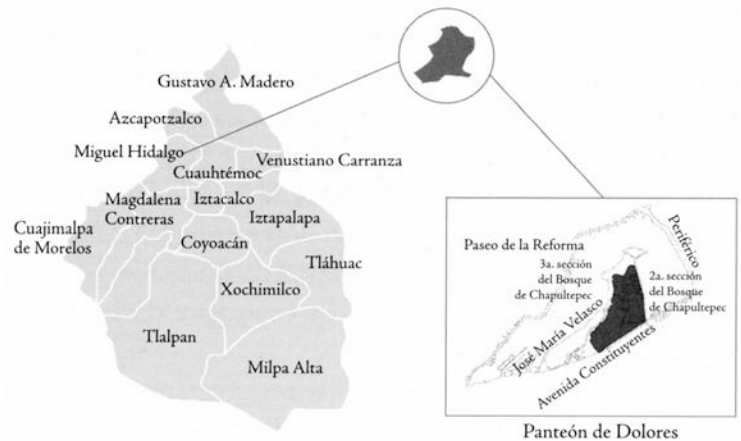 Gustavo A. Madero
Azcapotzalco
Miguel Hidalgo
Venustiano Carranza
Cuauhtémoc
Magdalena
Contreras
Iztacalco
Iztapalapa
Cuajimalpa
de Morelos
Coyoacán
Tláhuac
Xochimilco
Tlalpan
Milpa Alta
Paseo de la Reforma
Periférico
3a. sección
del Bosque
de Chapultepec
2a. sección
del Bosque
de Chapultepec
José María Velasco
Avenida Constituyentes
Panteón de Dolores